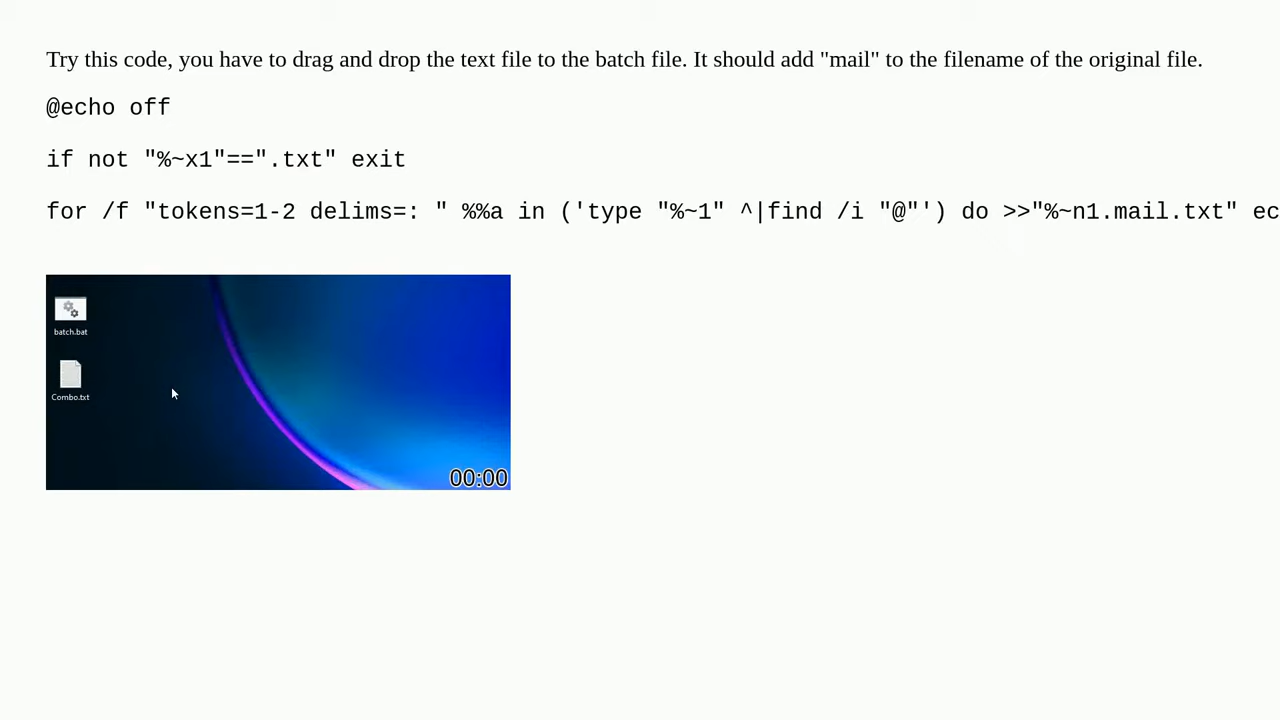 Try this code, you have to drag and drop the text file to the batch file. It should add "mail" to the filename of the original file.
@echo off
if not "%~x1"==".txt" exit
for /f "tokens=1-2 delims=: " %%a in ('type "%~1" ^|find /i "@"') do >>"%~n1.mail.txt" ec
batch.bat
Combo.txt
00:00